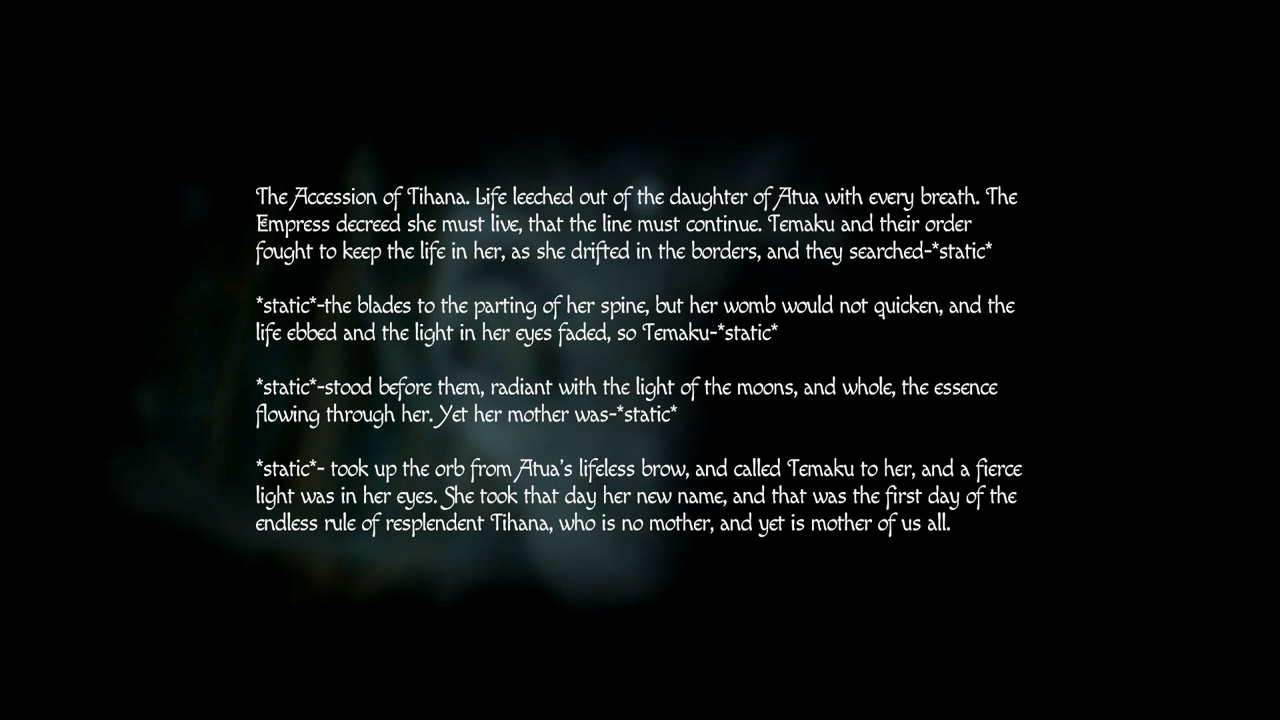 The Accession of Tihana. Life leeched out of the daughter of Atua with every breath. The
Empress decreed she must live, that the line must continue. Temaku and their order
fought to keep the life in her, as she drifted in the borders, and they searched-*static*
*static*-the blades to the parting of her spine, but her womb would not quicken, and the
life ebbed and the light in her eyes faded, so Temaku-*static*
*static*-stood before them, radiant with the light of the moons, and whole, the essence
flowing through her. Yet her mother was-*static*
*static*- took up the orb from Atua's lifeless brow, and called Temaku to her, and a fierce
light was in her eyes. She took that day her new name, and that was the first day of the
endless rule of resplendent Tihana, who is no mother, and yet is mother of us all.